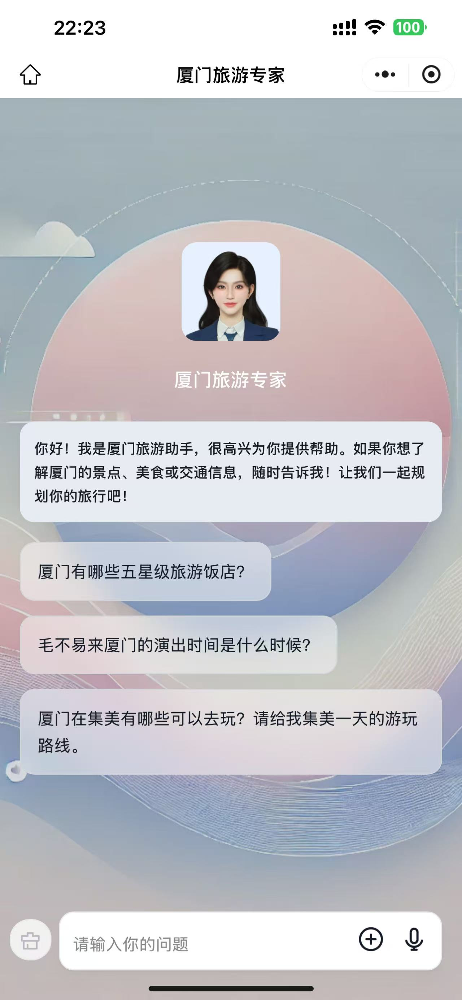 22:23
100
厦门旅游专家
厦门旅游专家
你好！我是厦门旅游助手，很高兴为你提供帮助。如果你想了
解厦门的景点、美食或交通信息，随时告诉我！让我们一起规
划你的旅行吧！
厦门有哪些五星级旅游饭店？
毛不易来厦门的演出时间是什么时候？
厦门在集美有哪些可以去玩？请给我集美一天的游玩
路线。
请输入你的问题